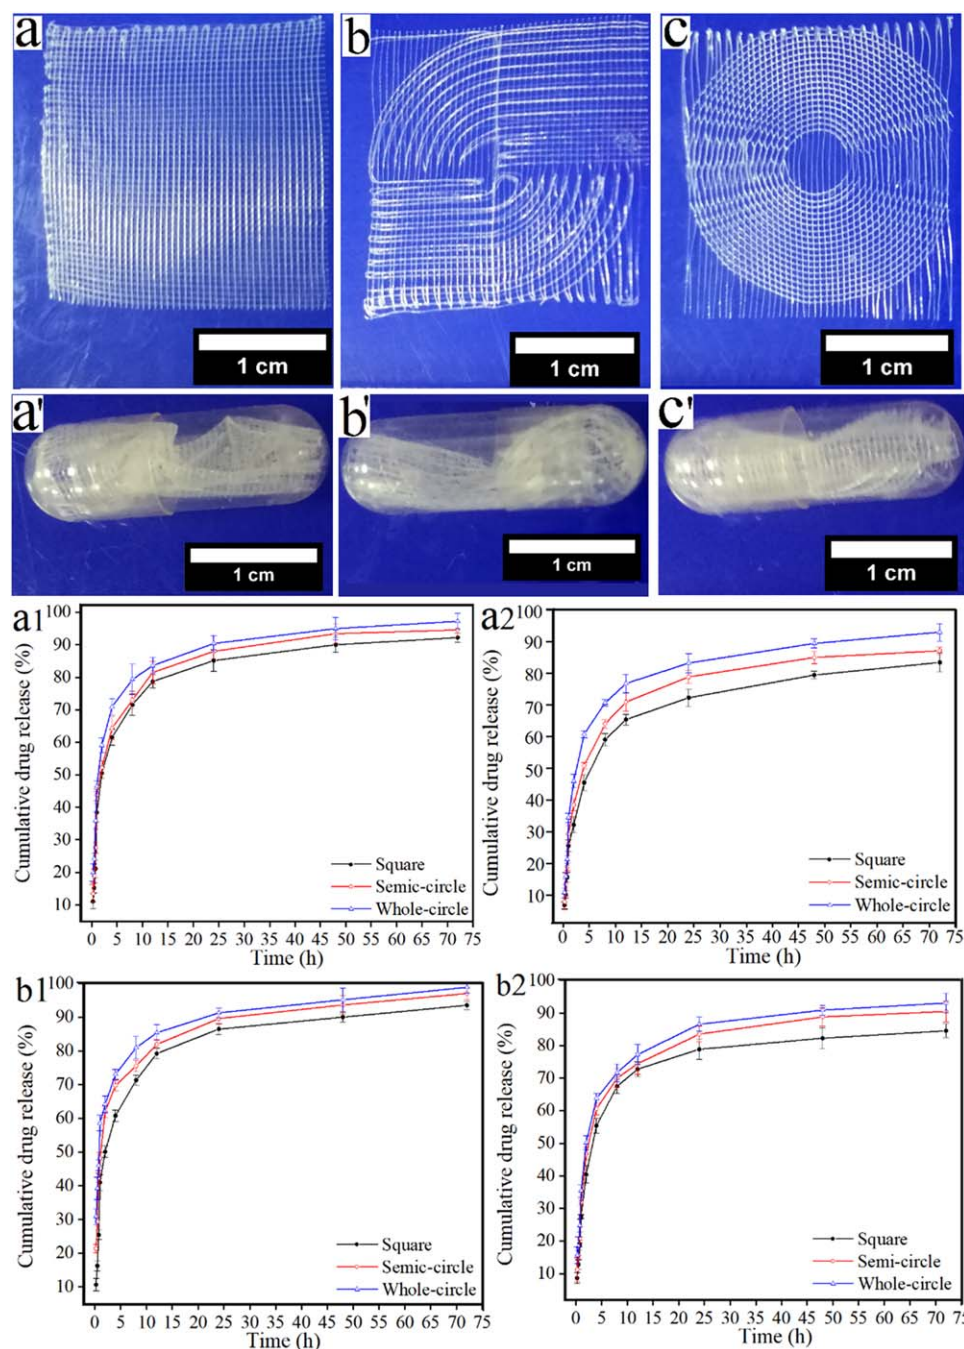 a
b
c
1 cm
1 cm
1 cm
a'
b'
c'
1 cm
1 cm
1 cm
a1
Cumulative drug release (%)
100
90
80
70
60
50
40
30
20
10
Square
Semic-circle
Whole-circle
0 5 10 15 20 25 30 35 40 45 50 55 60 65 70 75
Time (h)
a2
Cumulative drug release (%)
100
90
80
70
60
50
40
30
20
10
Square
Semic-circle
Whole-circle
0 5 10 15 20 25 30 35 40 45 50 55 60 65 70 75
Time (h)
b1
Cumulative drug release (%)
100
90
80
70
60
50
40
30
20
10
Square
Semic-circle
Whole-circle
0 5 10 15 20 25 30 35 40 45 50 55 60 65 70 75
Time (h)
b2
Cumulative drug release (%)
100
90
80
70
60
50
40
30
20
10
Square
Semi-circle
Whole-circle
0 5 10 15 20 25 30 35 40 45 50 55 60 65 70 75
Time (h)